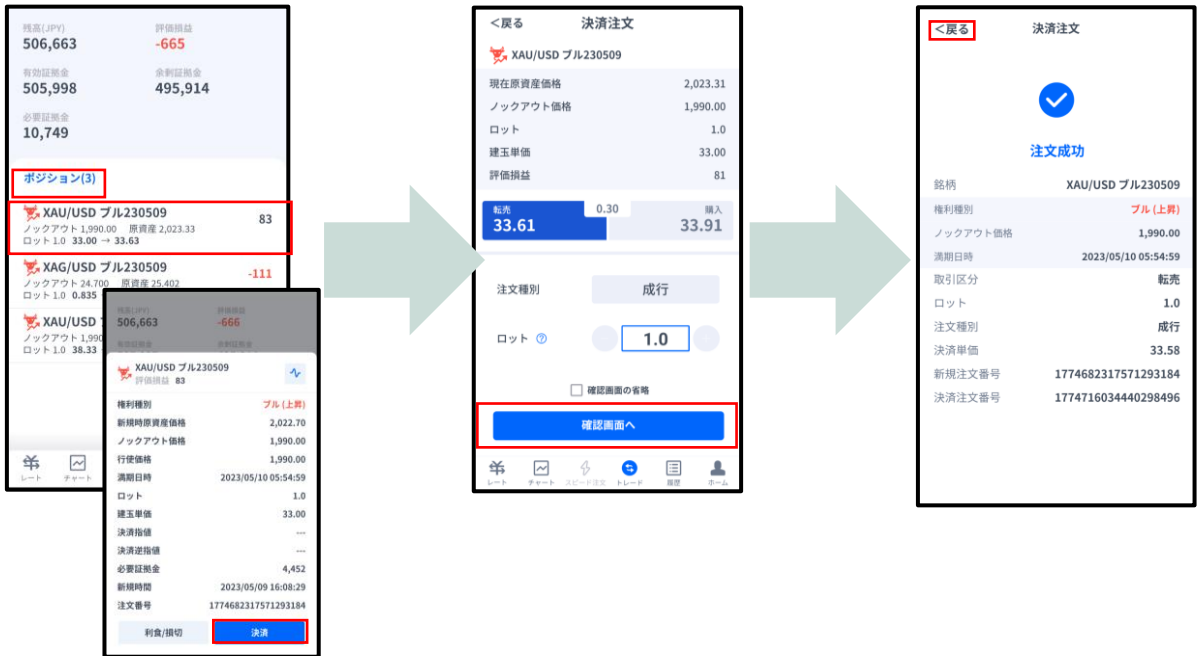 残高(JPY) 評価損益
506,663 -665
有効証拠金 余剰証拠金
505,998 495,914
必要証拠金
10,749
ポジション(3)
XAU/USD ブル230509 83
ノックアウト 1,990.00 原資産 2,023.33
ロット 1.0 33.00 → 33.63
XAG/USD ブル230509 -111
ノックアウト 24.700 原資産 25.402
ロット 1.0 0.835
XAU/USD
ノックアウト 1,990
ロット 1.0 38.33
レート チャート
残高(JPY) 評価損益
506,663 -666
有効証拠金 余剰証拠金
XAU/USD ブル230509
評価損益 83
権利種別 ブル (上昇)
新規時原資産価格 2,022.70
ノックアウト価格 1,990.00
行使価格 1,990.00
満期日時 2023/05/10 05:54:59
ロット 1.0
建玉単価 33.00
決済指値 ---
決済逆指値 ---
必要証拠金 4,452
新規時間 2023/05/09 16:08:29
注文番号 1774682317571293184
利食/損切 決済
<戻る 決済注文
XAU/USD ブル230509
現在原資産価格 2,023.31
ノックアウト価格 1,990.00
ロット 1.0
建玉単価 33.00
評価損益 81
転売 0.30 購入
33.61 33.91
注文種別 成行
ロット ? 1.0
確認画面の省略
確認画面へ
レート チャート スピード注文 トレード 履歴 ホーム
<戻る 決済注文
注文成功
銘柄 XAU/USD ブル230509
権利種別 ブル (上昇)
ノックアウト価格 1,990.00
満期日時 2023/05/10 05:54:59
取引区分 転売
ロット 1.0
注文種別 成行
決済単価 33.58
新規注文番号 1774682317571293184
決済注文番号 1774716034440298496